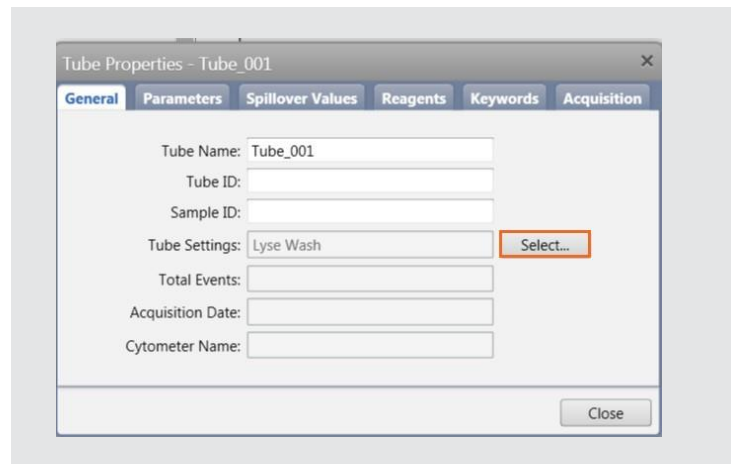 Tube Properties - Tube_001 ×
General Parameters Spillover Values Reagents Keywords Acquisition
Tube Name: Tube_001
Tube ID:
Sample ID:
Tube Settings: Lyse Wash Select...
Total Events:
Acquisition Date:
Cytometer Name:
Close